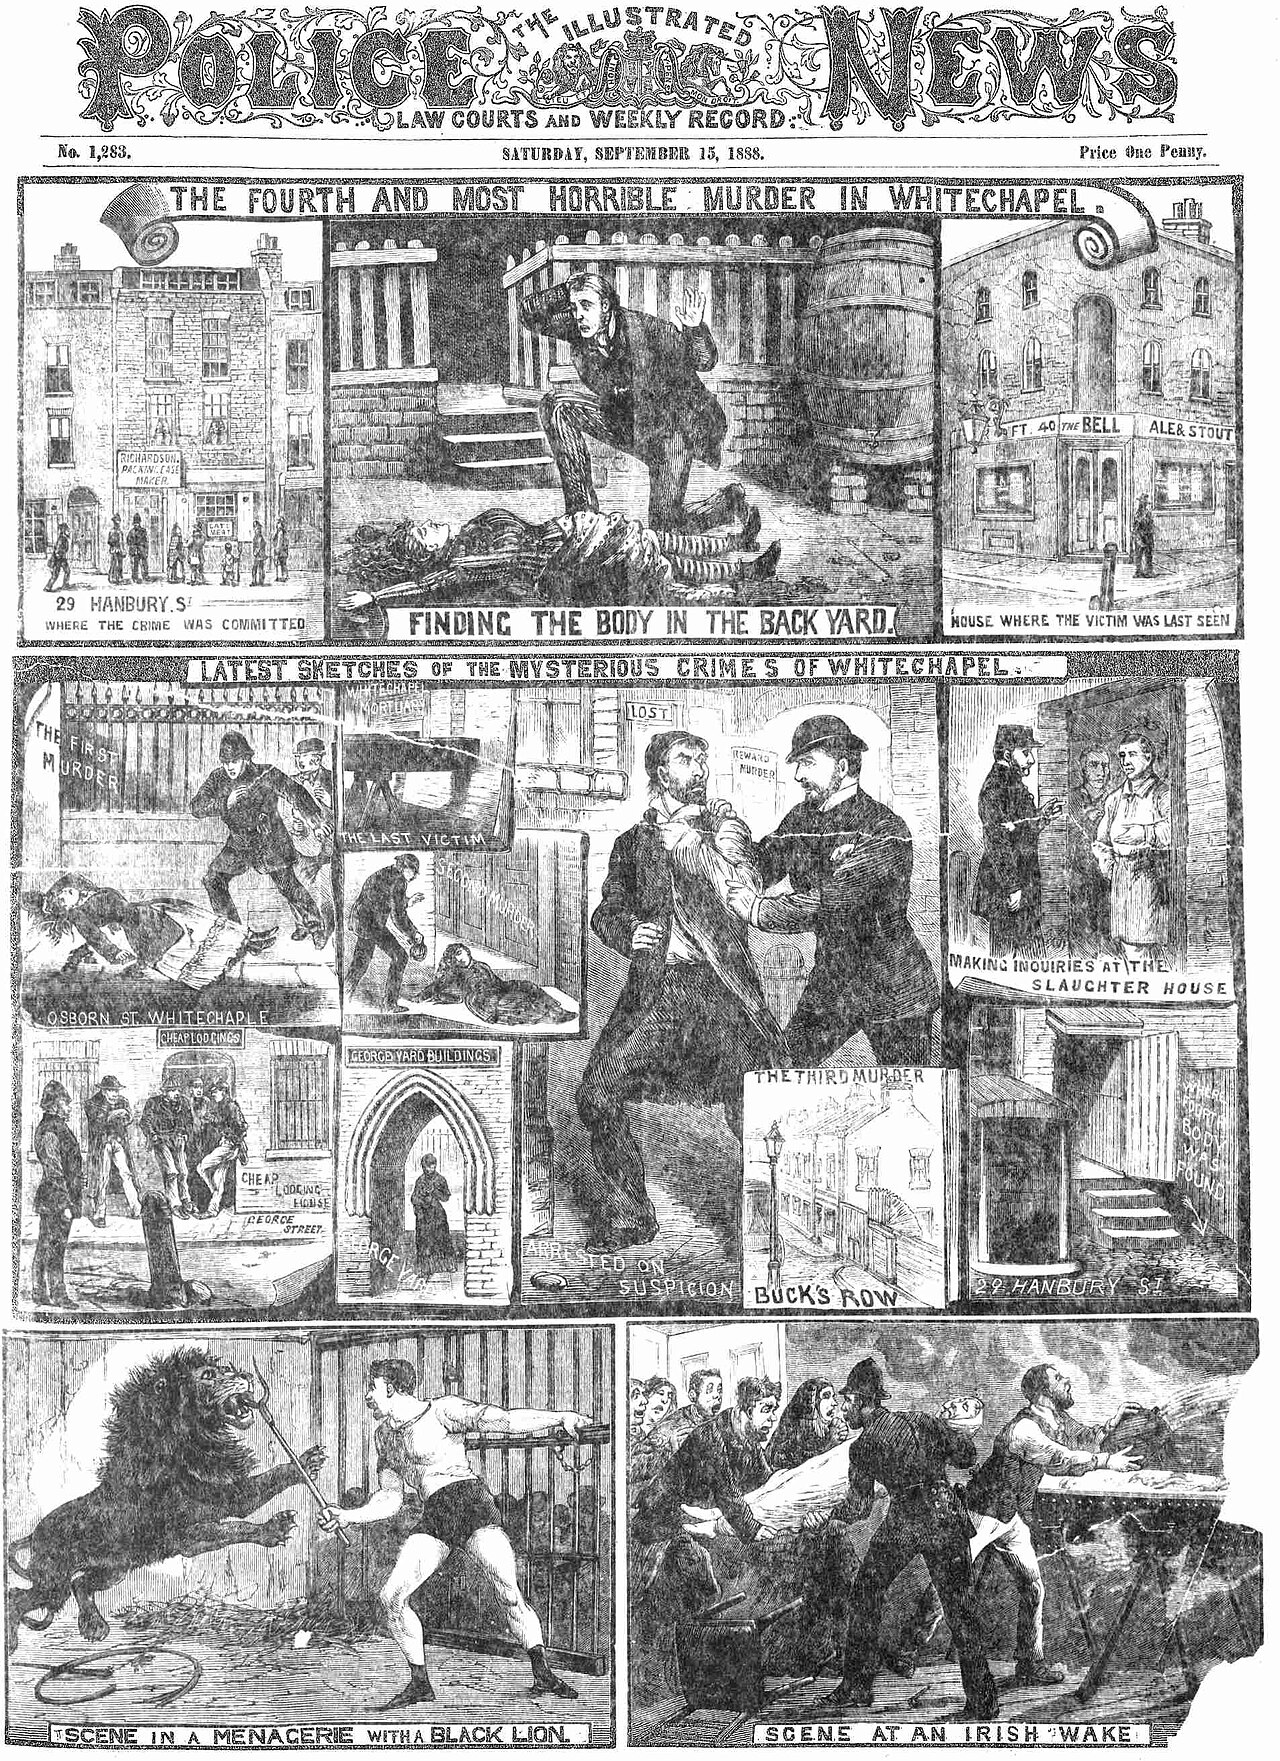 THE ILLUSTRATED
POLICE NEWS
LAW COURTS AND WEEKLY RECORD.
No. 1,283.
SATURDAY, SEPTEMBER 15, 1888.
Price One Penny.
THE FOURTH AND MOST HORRIBLE MURDER IN WHITECHAPEL.
RICHARDSON.
PACKING CASE
MAKER.
CATS
MEAT
29 HANBURY. ST
WHERE THE CRIME WAS COMMITTED
FINDING THE BODY IN THE BACK YARD.
FT. 40 THE BELL ALE & STOUT
HOUSE WHERE THE VICTIM WAS LAST SEEN
LATEST SKETCHES OF THE MYSTERIOUS CRIMES OF WHITECHAPEL.
THE FIRST
MURDER
OSBORN ST. WHITECHAPLE
WHITECHAPEL
MORTUARY
THE LAST VICTIM
SECOND MURDER
LOST
REWARD
MURDER
ARRESTED ON
SUSPICION
MAKING INQUIRIES AT THE
SLAUGHTER HOUSE
CHEAP LODGINGS
CHEAP
LODGING
HOUSE
GEORGE
STREET
GEORGE YARD BUILDINGS
GEORGE YARD
THE THIRD MURDER
BUCK'S ROW
WHERE
FOURTH
BODY
WAS
FOUND
29 HANBURY ST.
SCENE IN A MENAGERIE WITH A BLACK LION.
SCENE AT AN IRISH WAKE